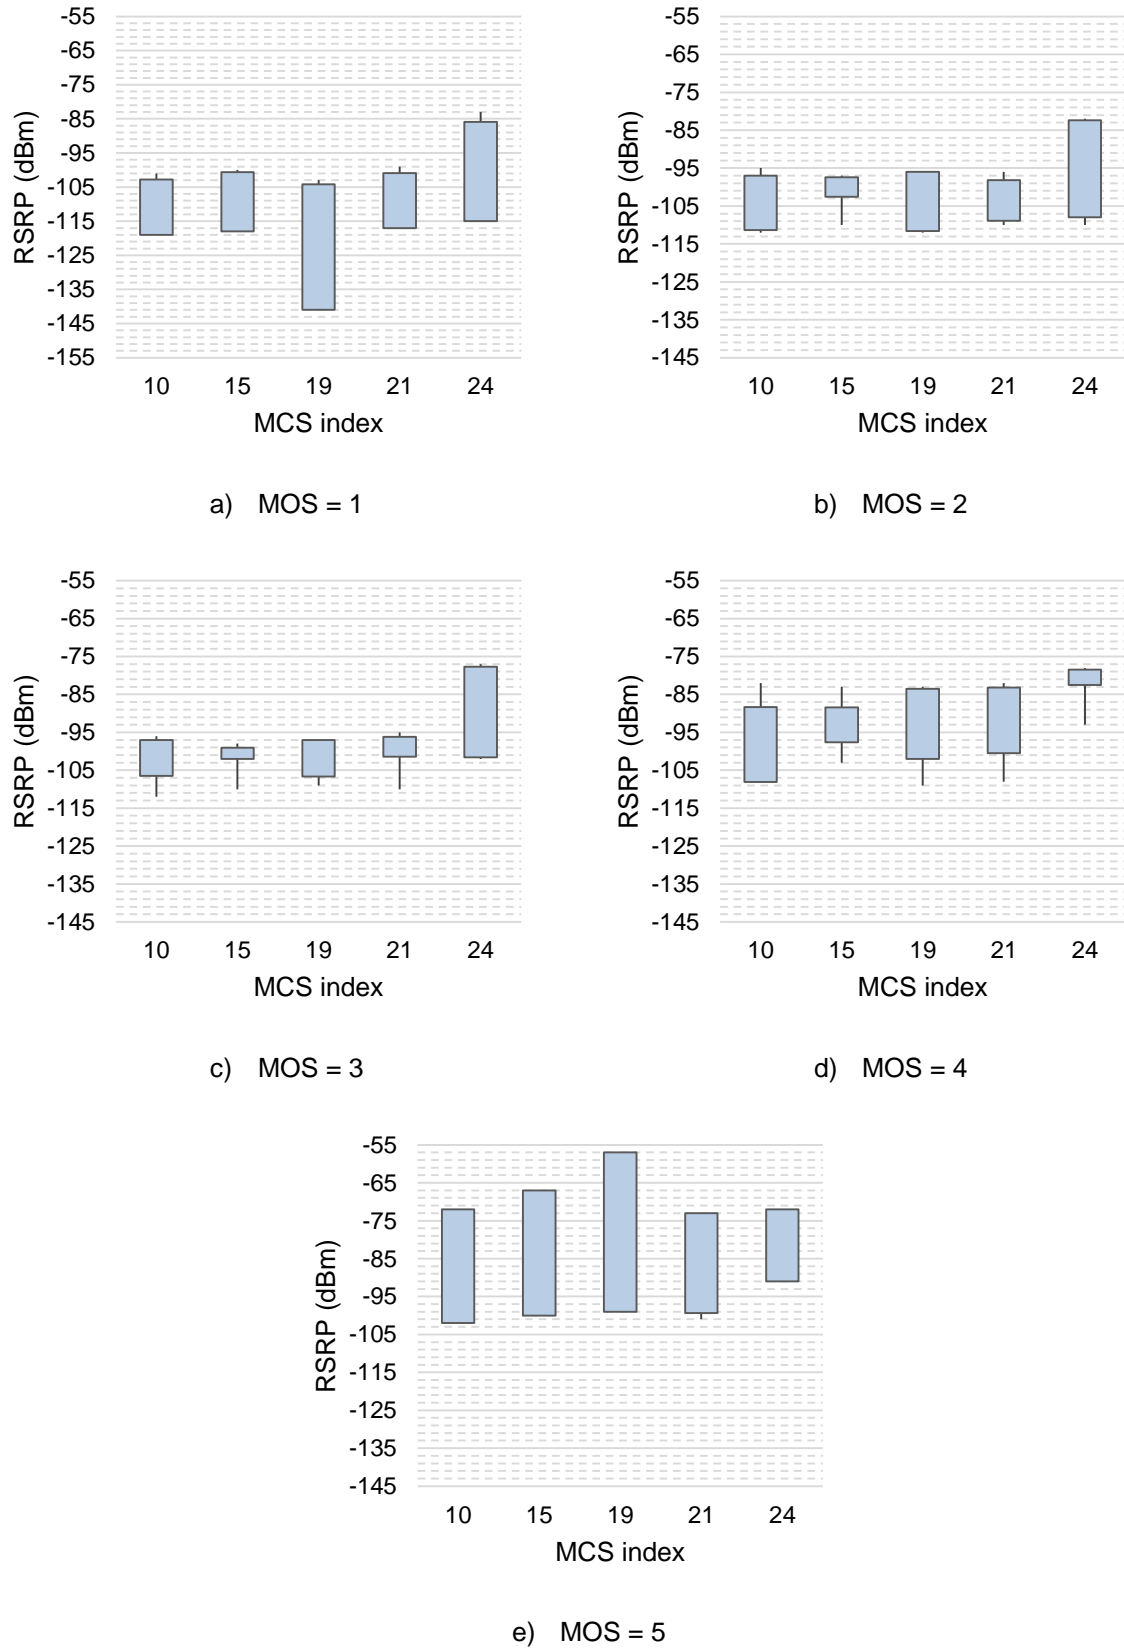 -55
-65
-75
-85
-95
-105
-115
-125
-135
-145
-155
RSRP (dBm)
10 15 19 21 24
MCS index
a) MOS = 1
-55
-65
-75
-85
-95
-105
-115
-125
-135
-145
RSRP (dBm)
10 15 19 21 24
MCS index
b) MOS = 2
-55
-65
-75
-85
-95
-105
-115
-125
-135
-145
RSRP (dBm)
10 15 19 21 24
MCS index
c) MOS = 3
-55
-65
-75
-85
-95
-105
-115
-125
-135
-145
RSRP (dBm)
10 15 19 21 24
MCS index
d) MOS = 4
-55
-65
-75
-85
-95
-105
-115
-125
-135
-145
RSRP (dBm)
10 15 19 21 24
MCS index
e) MOS = 5